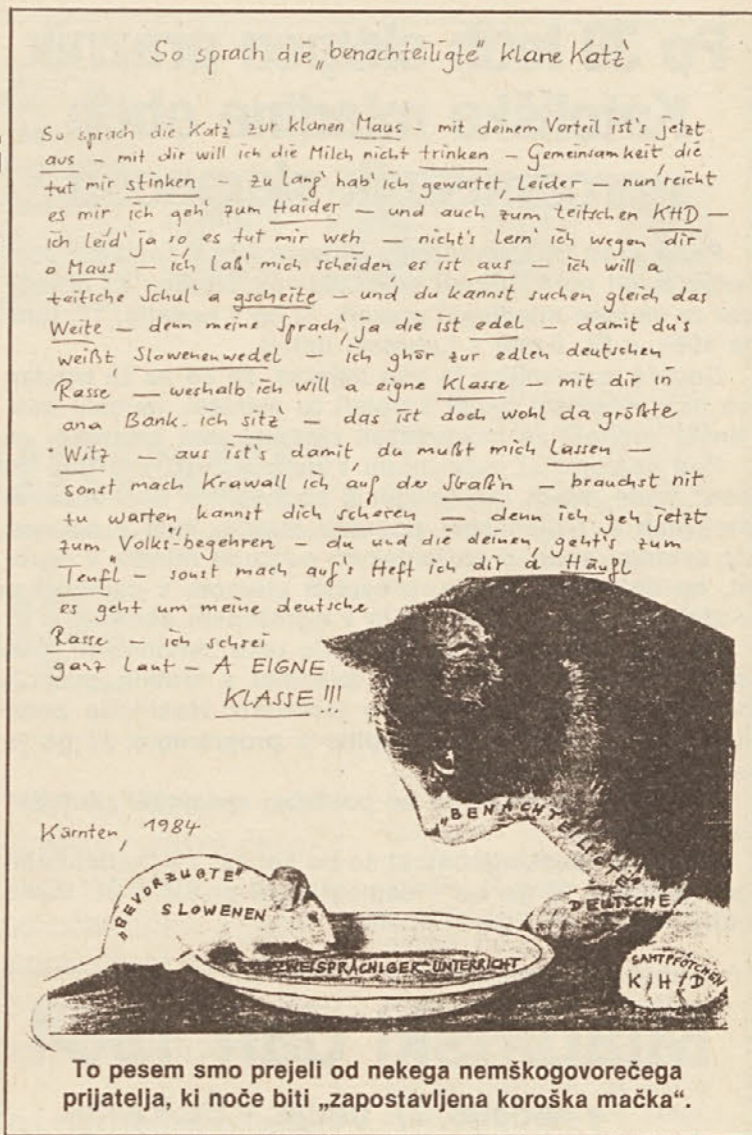 So sprach die „benachteiligte“ klane Katz'
So sprach die Katz' zur klanen Maus – mit deinem Vorteil ist's jetzt
aus – mit dir will ich die Milch nicht trinken – Gemeinsamkeit, die
tut mir stinken – zu lang' hab' ich gewartet, leider – nun reicht
es mir ich geh' zum Haider – und auch zum teitschen KHD –
ich leid' ja so, es tut mir weh – nicht's lern' ich wegen dir
o Maus – ich laß' mich scheiden, es ist aus – ich will a
teitsche Schul' a gscheite – und du kannst suchen gleich das
Weite – denn meine Sprach', ja die ist edel – damit du's
weißt, Slowenenwedel – ich ghör zur edlen deutschen
Rasse – weshalb ich will a eigne Klasse – mit dir in
ana Bank ich sitz' – das ist doch wohl da größte
Witz – aus ist's damit, du mußt mich lassen –
sonst mach Krawall ich auf der Straß'n – brauchst nit
zu warten kannst dich scheren – denn ich geh jetzt
zum Volks-"begehren" – du und die deinen, geht's zum
Teufl – sonst mach auf's Heft ich dir a Häufl
es geht um meine deutsche
Rasse – ich schrei
ganz laut – A EIGNE
KLASSE!!!
Kärnten, 1984
„BEVORZUGTE“
SLOWENEN
„BENACHTEILIGTE“
DEUTSCHE
ZWEISPRACHIGER UNTERRICHT
SAMTPFÖTCHEN
K/H/D
To pesem smo prejeli od nekega nemškogovorečega
prijatelja, ki noče biti „zapostavljena koroška mačka“.